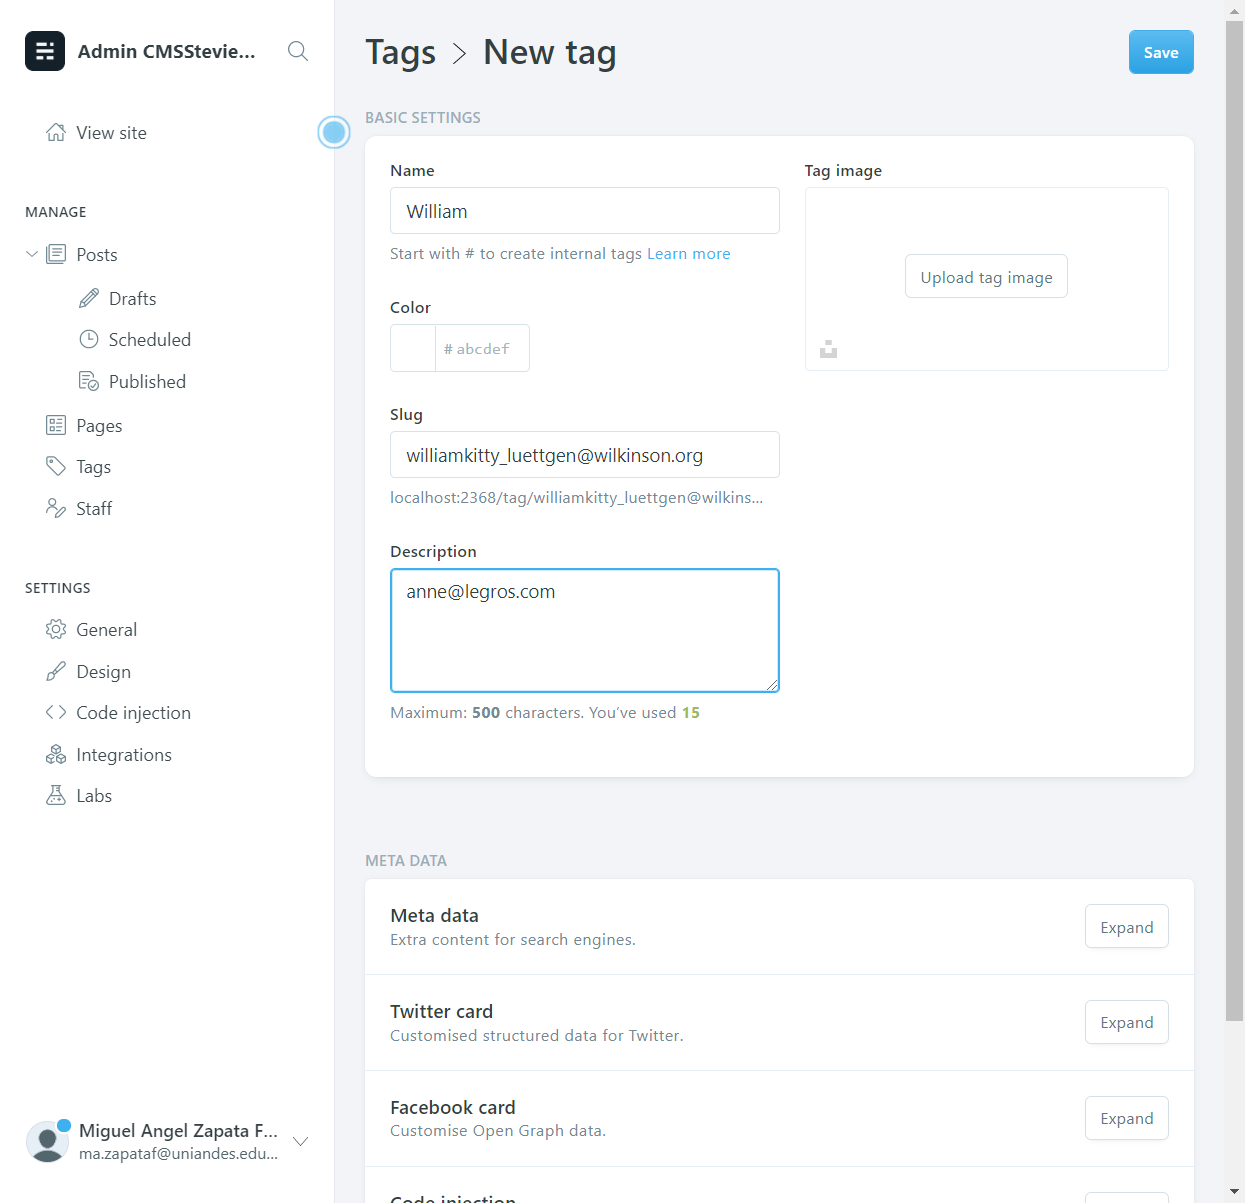 Admin CMSStevie...
View site
MANAGE
Posts
Drafts
Scheduled
Published
Pages
Tags
Staff
SETTINGS
General
Design
Code injection
Integrations
Labs
Miguel Angel Zapata F...
ma.zapataf@uniandes.edu...
Tags > New tag
Save
BASIC SETTINGS
Name
William
Start with # to create internal tags Learn more
Color
# abcdef
Slug
williamkitty_luettgen@wilkinson.org
localhost:2368/tag/williamkitty_luettgen@wilkins...
Description
anne@legros.com
Maximum: 500 characters. You’ve used 15
Tag image
Upload tag image
META DATA
Meta data
Extra content for search engines.
Expand
Twitter card
Customised structured data for Twitter.
Expand
Facebook card
Customise Open Graph data.
Expand
Code injection